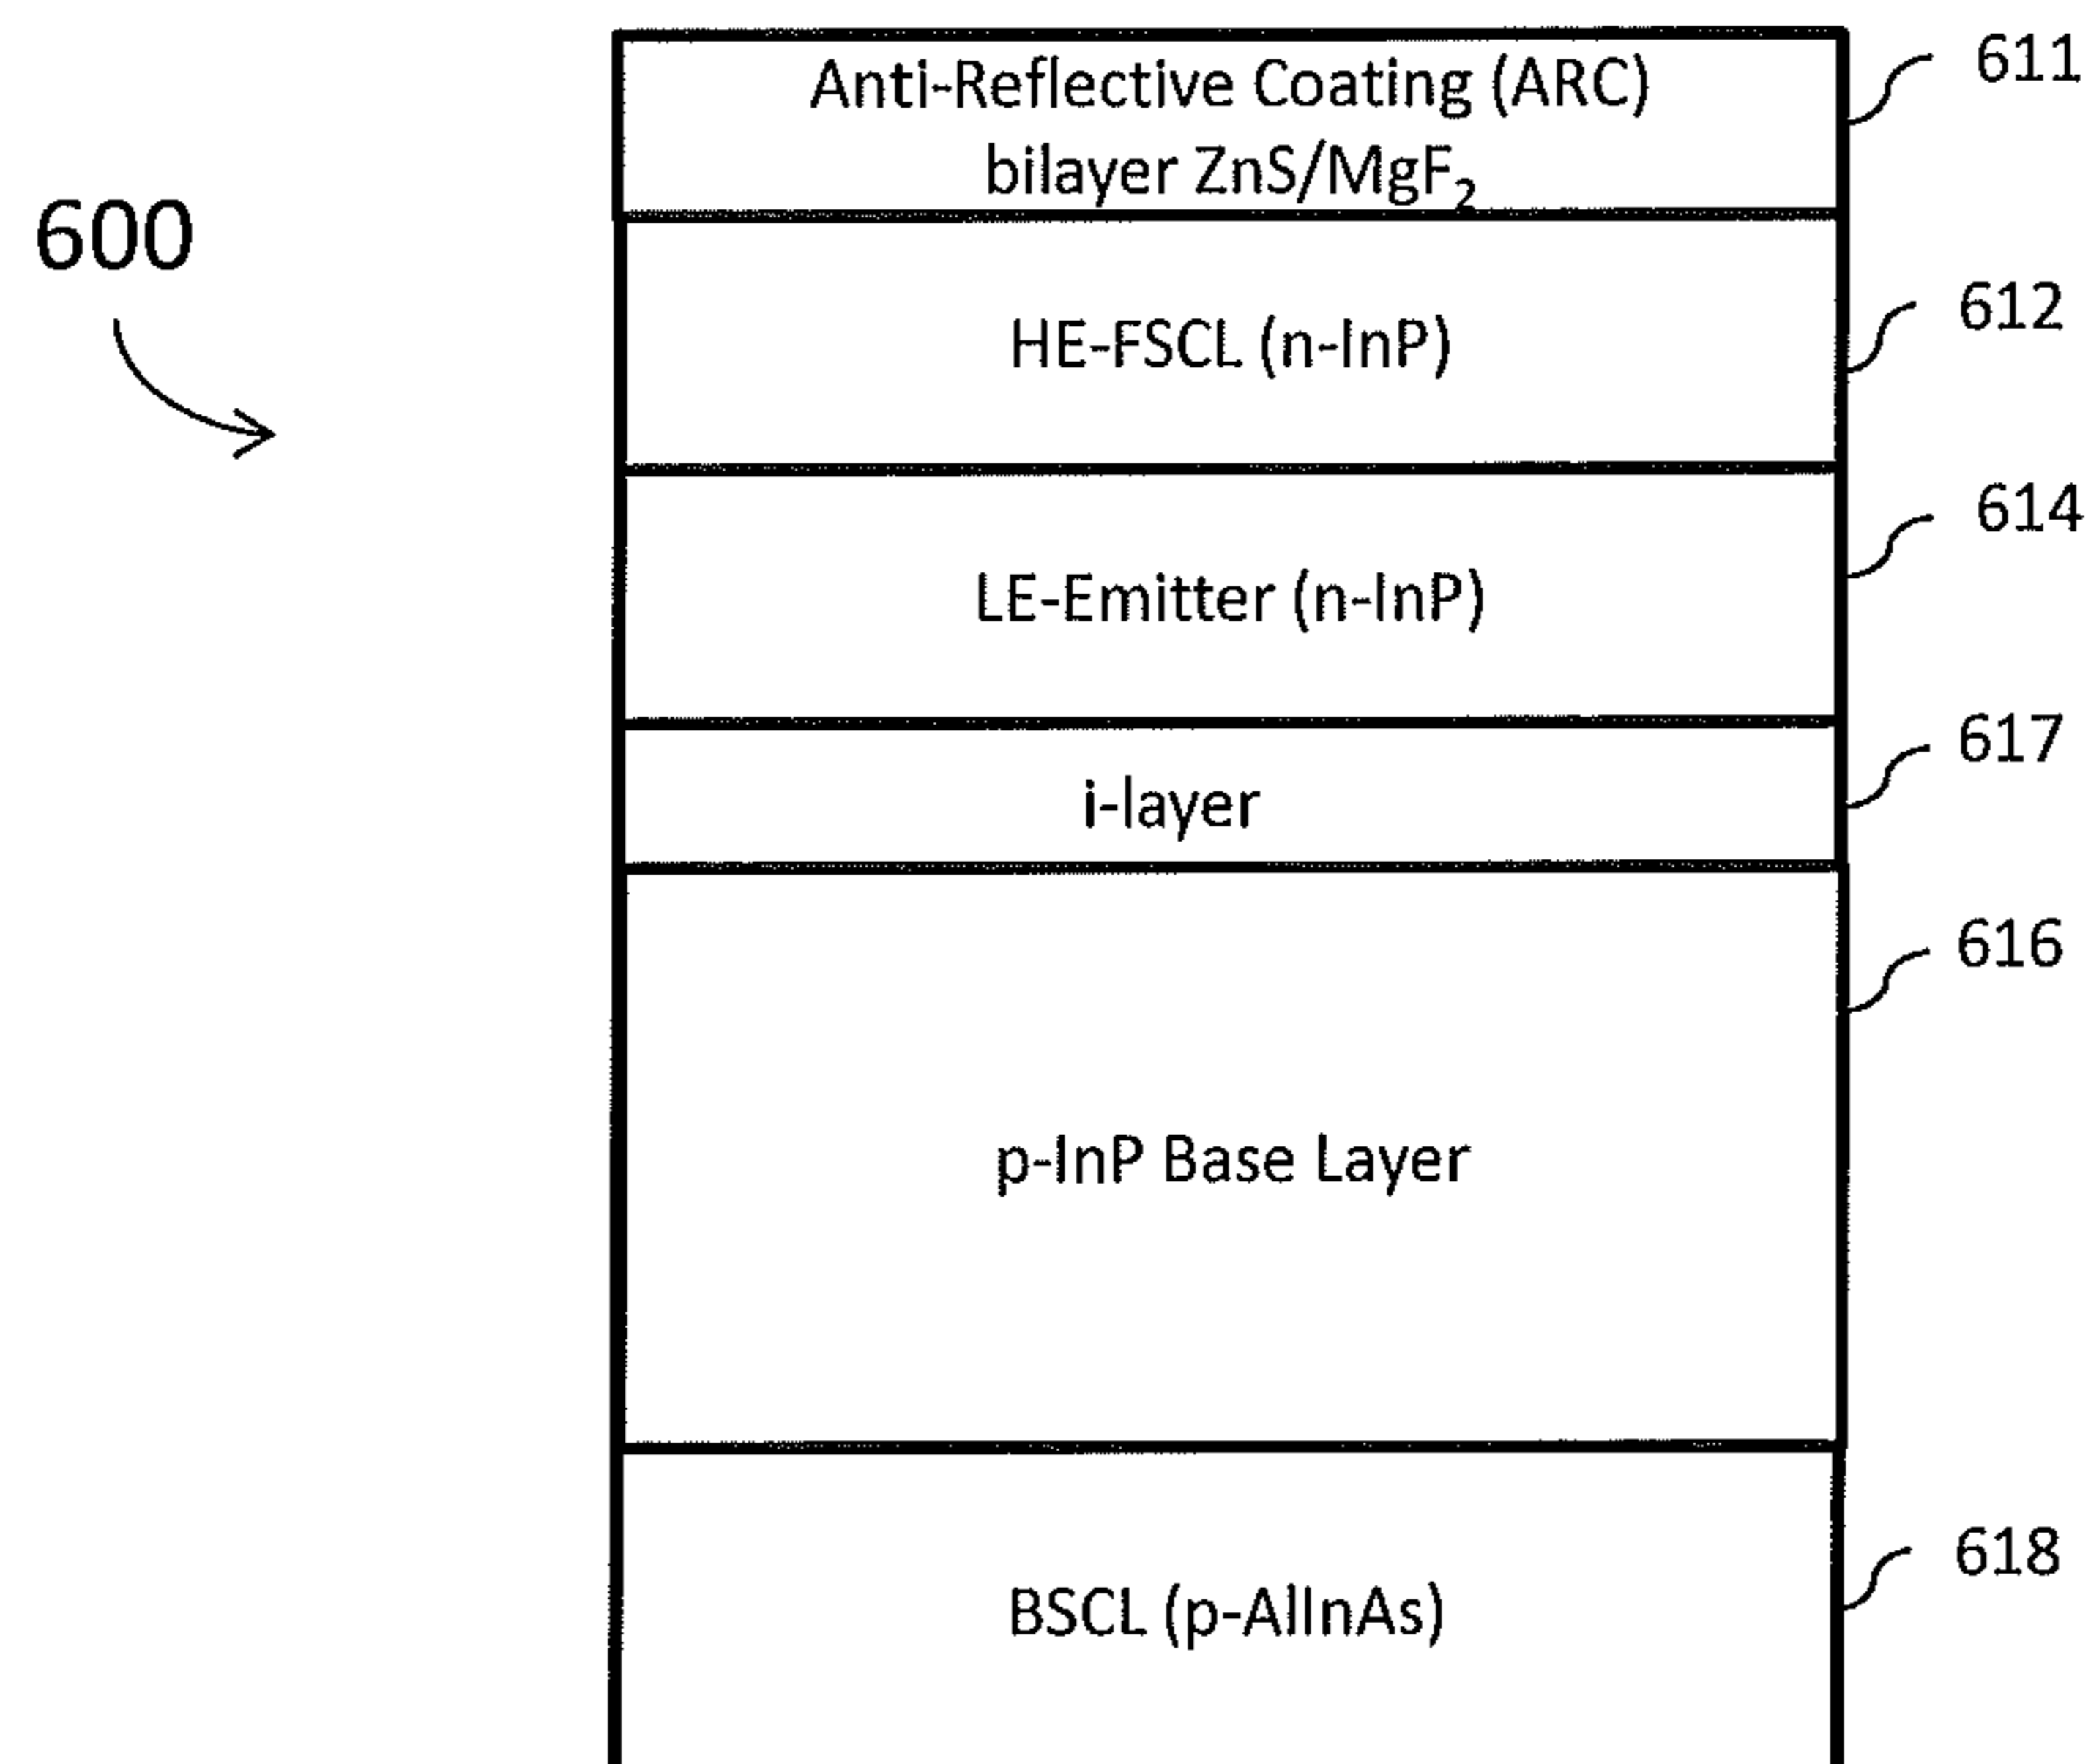 Anti-Reflective Coating (ARC)
bilayer ZnS/MgF₂
611
600
HE-FSCL (n-InP)
612
LE-Emitter (n-InP)
614
i-layer
617
p-InP Base Layer
616
BSCL (p-AlInAs)
618